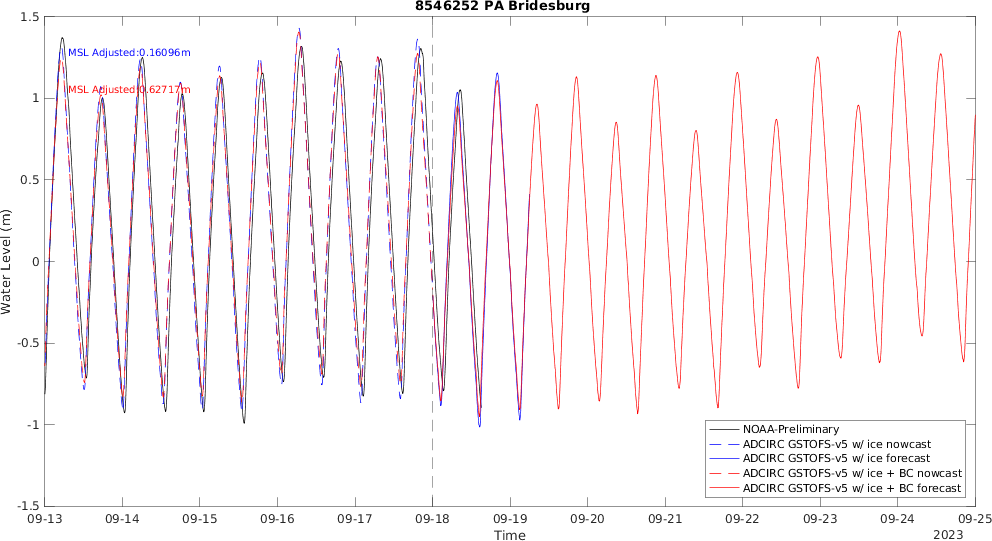 8546252 PA Bridesburg
1.5
MSL Adjusted:0.16096m
MSL Adjusted:0.62717m
1
0.5
0
-0.5
-1
-1.5
Water Level (m)
NOAA-Preliminary
ADCIRC GSTOFS-v5 w/ ice nowcast
ADCIRC GSTOFS-v5 w/ ice forecast
ADCIRC GSTOFS-v5 w/ ice + BC nowcast
ADCIRC GSTOFS-v5 w/ ice + BC forecast
09-13 09-14 09-15 09-16 09-17 09-18 09-19 09-20 09-21 09-22 09-23 09-24 09-25
Time
2023